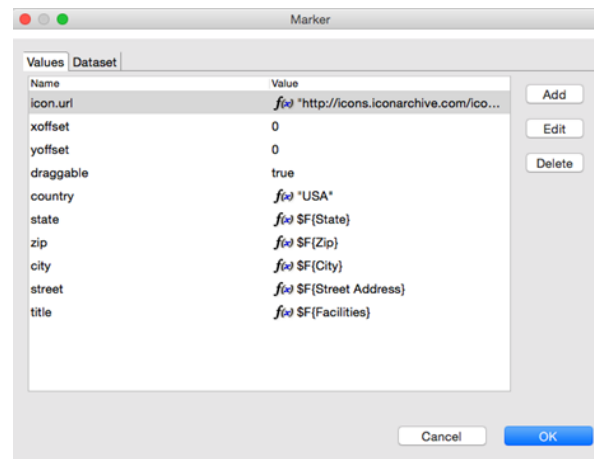 Marker
Values Dataset
Name Value
icon.url f(x) "http://icons.iconarchive.com/ico...
xoffset 0
yoffset 0
draggable true
country f(x) "USA"
state f(x) $F{State}
zip f(x) $F{Zip}
city f(x) $F{City}
street f(x) $F{Street Address}
title f(x) $F{Facilities}
Add
Edit
Delete
Cancel OK